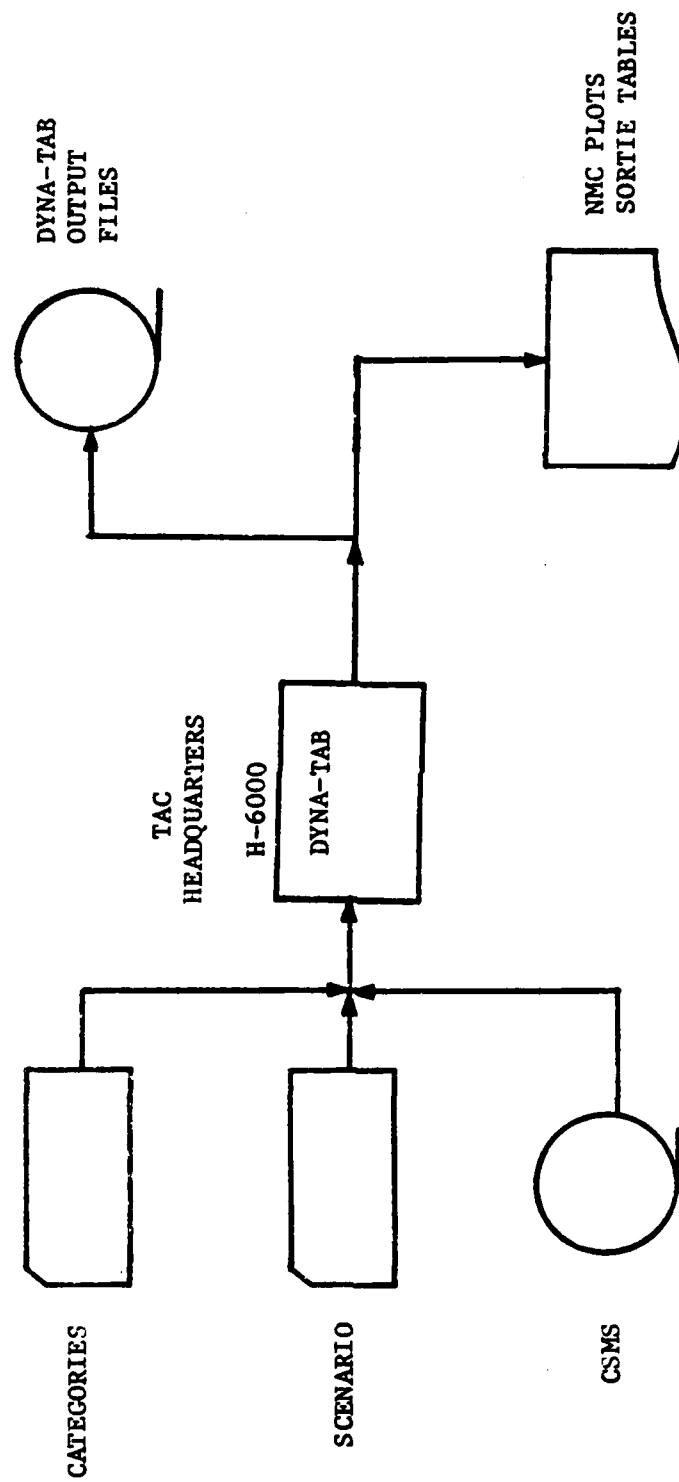 CATEGORIES
SCENARIO
CSMS
TAC
HEADQUARTERS
H-6000
DYNA-TAB
DYNA-TAB
OUTPUT
FILES
NMC PLOTS
SORTIE TABLES